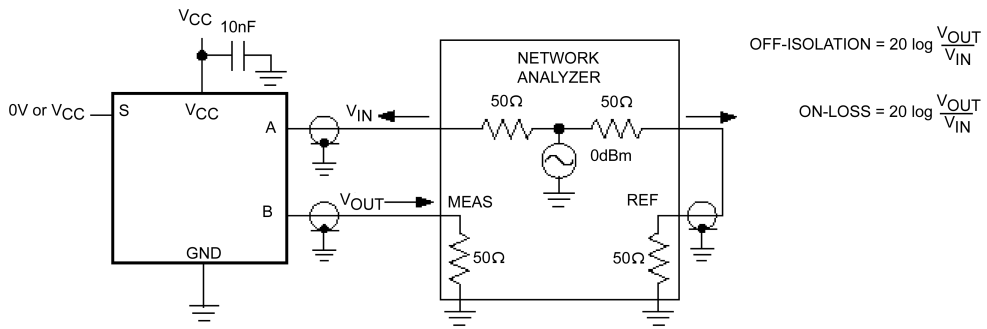 VCC 10nF
0V or VCC
S
VCC
A
B
GND
VIN
VOUT
NETWORK
ANALYZER
50Ω 50Ω
0dBm
MEAS REF
50Ω 50Ω
OFF-ISOLATION = 20 log VOUT/VIN
ON-LOSS = 20 log VOUT/VIN